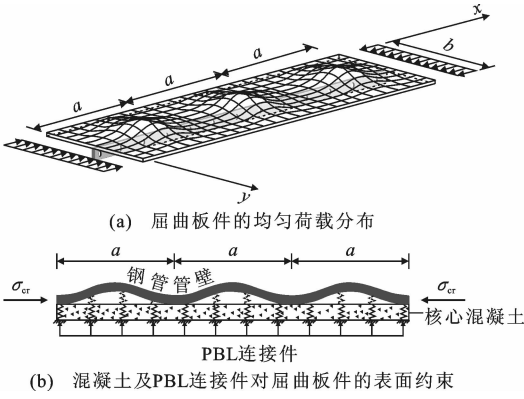 x
b
a
a
a
y
(a) 屈曲板件的均匀荷载分布
a a a
钢管管壁
σcr σcr
核心混凝土
PBL连接件
(b) 混凝土及PBL连接件对屈曲板件的表面约束